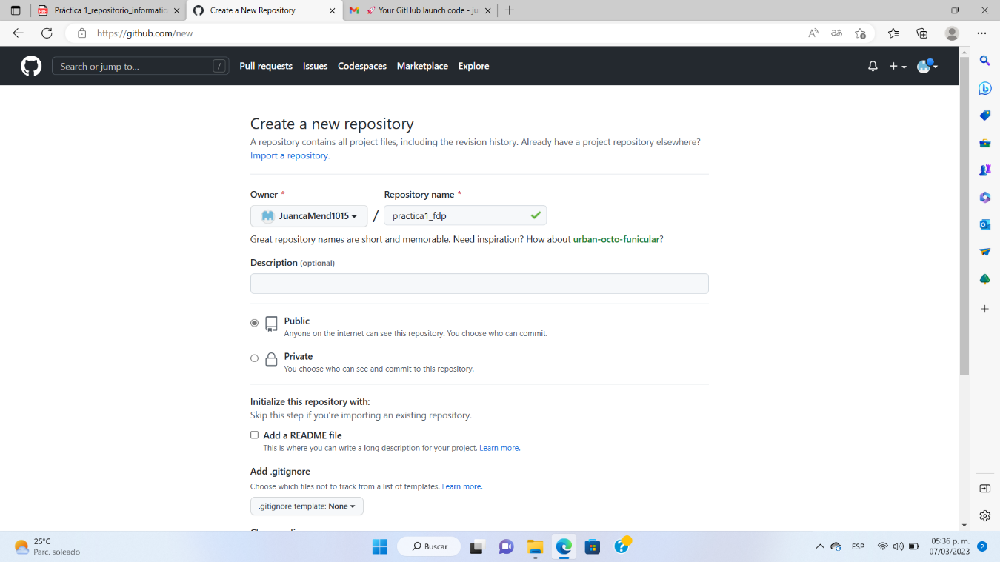 Práctica 1_repositorio_informatica
Create a New Repository
🚀 Your GitHub launch code - ju
https://github.com/new
Search or jump to...
/
Pull requests
Issues
Codespaces
Marketplace
Explore
Create a new repository
A repository contains all project files, including the revision history. Already have a project repository elsewhere?
Import a repository.
Owner *
Repository name *
JuancaMend1015
/
practica1_fdp
Great repository names are short and memorable. Need inspiration? How about urban-octo-funicular?
Description (optional)
Public
Anyone on the internet can see this repository. You choose who can commit.
Private
You choose who can see and commit to this repository.
Initialize this repository with:
Skip this step if you're importing an existing repository.
Add a README file
This is where you can write a long description for your project. Learn more.
Add .gitignore
Choose which files not to track from a list of templates. Learn more.
.gitignore template: None
25°C
Parc. soleado
Buscar
ESP
05:36 p. m.
07/03/2023
2